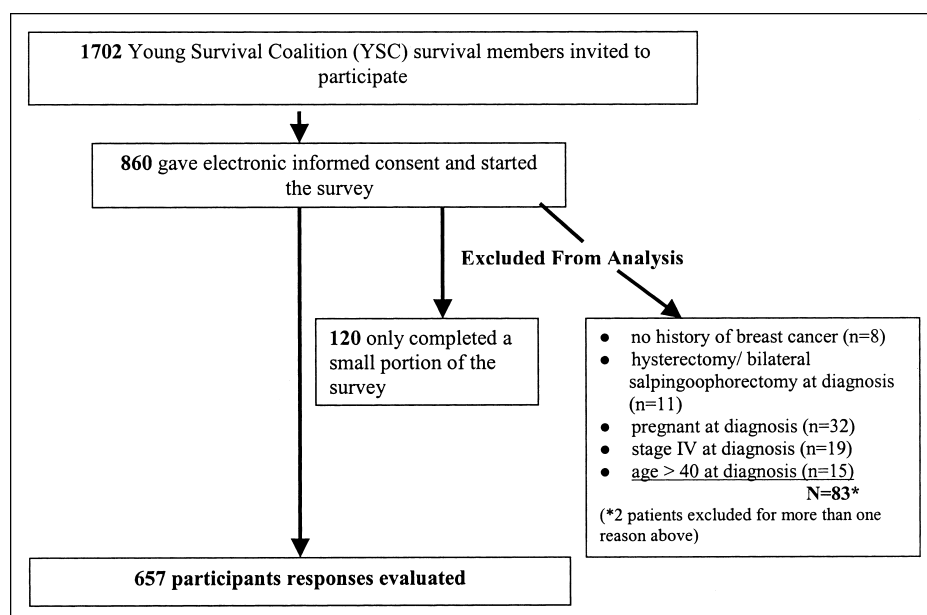 1702 Young Survival Coalition (YSC) survival members invited to
participate
860 gave electronic informed consent and started
the survey
Excluded From Analysis
120 only completed a
small portion of the
survey
● no history of breast cancer (n=8)
● hysterectomy/ bilateral
salpingoophorectomy at diagnosis
(n=11)
● pregnant at diagnosis (n=32)
● stage IV at diagnosis (n=19)
● age > 40 at diagnosis (n=15)
N=83*
(*2 patients excluded for more than one
reason above)
657 participants responses evaluated